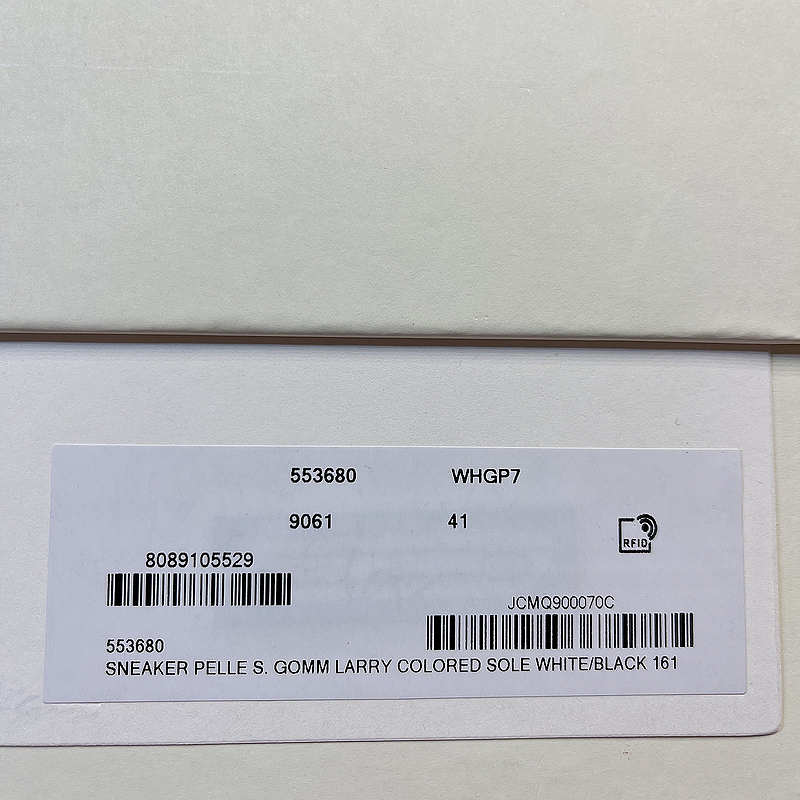 553680 WHGP7
9061 41
RFID
8089105529
JCMQ900070C
553680
SNEAKER PELLE S. GOMM LARRY COLORED SOLE WHITE/BLACK 161